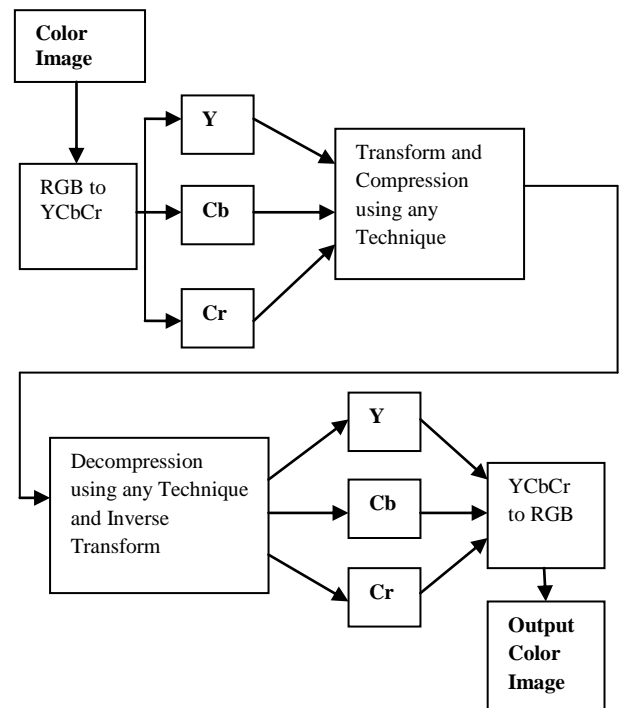 Color
Image
RGB to
YCbCr
Y
Cb
Cr
Transform and
Compression
using any
Technique
Decompression
using any Technique
and Inverse
Transform
Y
Cb
Cr
YCbCr
to RGB
Output
Color
Image